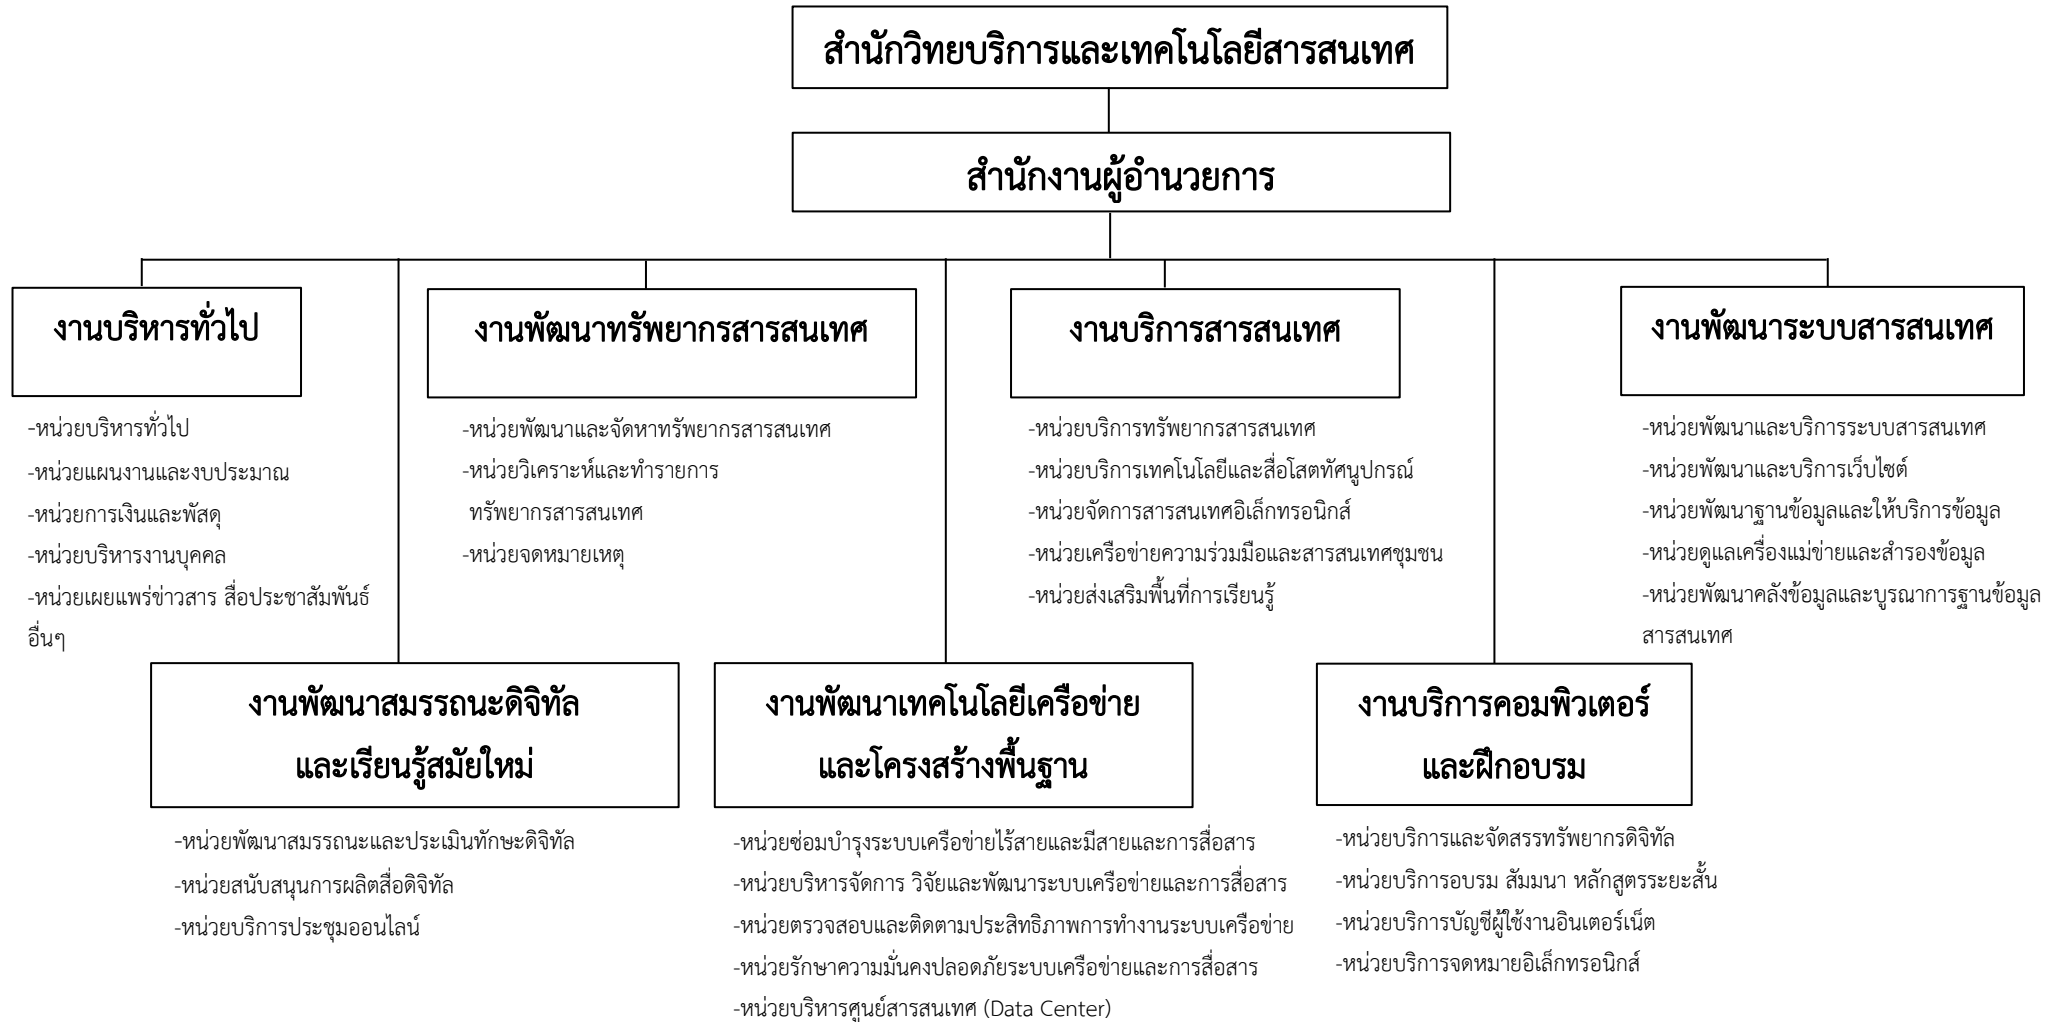 สำนักวิทยบริการและเทคโนโลยีสารสนเทศ
สำนักงานผู้อำนวยการ
งานบริหารทั่วไป
-หน่วยบริหารทั่วไป
-หน่วยแผนงานและงบประมาณ
-หน่วยการเงินและพัสดุ
-หน่วยบริหารงานบุคคล
-หน่วยเผยแพร่ข่าวสาร สื่อประชาสัมพันธ์
อื่นๆ
งานพัฒนาทรัพยากรสารสนเทศ
-หน่วยพัฒนาและจัดหาทรัพยากรสารสนเทศ
-หน่วยวิเคราะห์และทำรายการ
ทรัพยากรสารสนเทศ
-หน่วยจดหมายเหตุ
งานบริการสารสนเทศ
-หน่วยบริการทรัพยากรสารสนเทศ
-หน่วยบริการเทคโนโลยีและสื่อโสตทัศนูปกรณ์
-หน่วยจัดการสารสนเทศอิเล็กทรอนิกส์
-หน่วยเครือข่ายความร่วมมือและสารสนเทศชุมชน
-หน่วยส่งเสริมพื้นที่การเรียนรู้
งานพัฒนาระบบสารสนเทศ
-หน่วยพัฒนาและบริการระบบสารสนเทศ
-หน่วยพัฒนาและบริการเว็บไซต์
-หน่วยพัฒนาฐานข้อมูลและให้บริการข้อมูล
-หน่วยดูแลเครื่องแม่ข่ายและสำรองข้อมูล
-หน่วยพัฒนาคลังข้อมูลและบูรณาการฐานข้อมูล
สารสนเทศ
งานพัฒนาสมรรถนะดิจิทัล
และเรียนรู้สมัยใหม่
-หน่วยพัฒนาสมรรถนะและประเมินทักษะดิจิทัล
-หน่วยสนับสนุนการผลิตสื่อดิจิทัล
-หน่วยบริการประชุมออนไลน์
งานพัฒนาเทคโนโลยีเครือข่าย
และโครงสร้างพื้นฐาน
-หน่วยซ่อมบำรุงระบบเครือข่ายไร้สายและมีสายและการสื่อสาร
-หน่วยบริหารจัดการ วิจัยและพัฒนาระบบเครือข่ายและการสื่อสาร
-หน่วยตรวจสอบและติดตามประสิทธิภาพการทำงานระบบเครือข่าย
-หน่วยรักษาความมั่นคงปลอดภัยระบบเครือข่ายและการสื่อสาร
-หน่วยบริหารศูนย์สารสนเทศ (Data Center)
งานบริการคอมพิวเตอร์
และฝึกอบรม
-หน่วยบริการและจัดสรรทรัพยากรดิจิทัล
-หน่วยบริการอบรม สัมมนา หลักสูตรระยะสั้น
-หน่วยบริการบัญชีผู้ใช้งานอินเตอร์เน็ต
-หน่วยบริการจดหมายอิเล็กทรอนิกส์